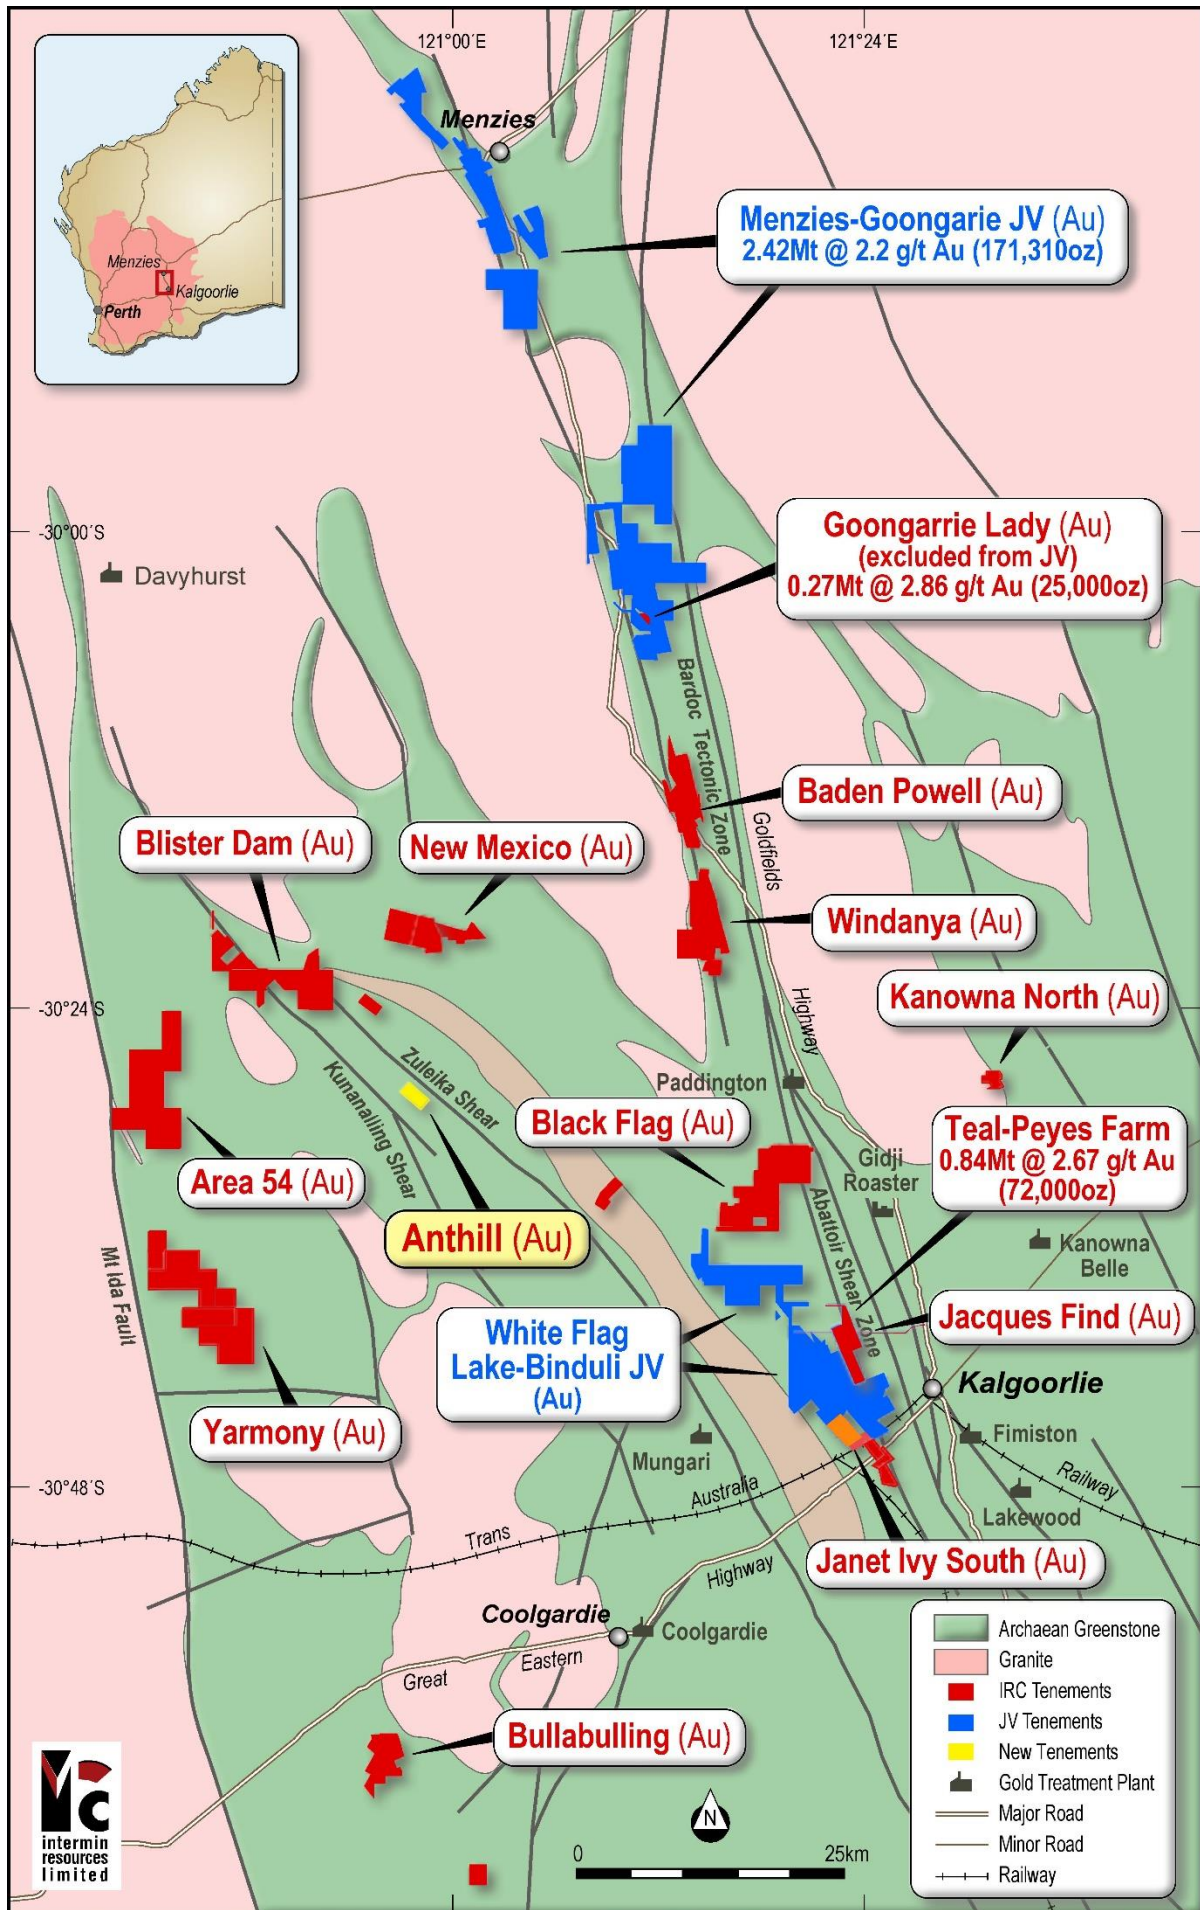 121°00´E
121°24´E
Menzies
Menzies
Kalgoorlie
Perth
Menzies-Goongarie JV (Au)
2.42Mt @ 2.2 g/t Au (171,310oz)
-30°00´S
Davyhurst
Goongarrie Lady (Au)
(excluded from JV)
0.27Mt @ 2.86 g/t Au (25,000oz)
Bardoc Tectonic Zone
Baden Powell (Au)
Goldfields
Highway
Blister Dam (Au)
New Mexico (Au)
Windanya (Au)
-30°24´S
Kanowna North (Au)
Zuleika Shear
Kunanalling Shear
Paddington
Black Flag (Au)
Teal-Peyes Farm
0.84Mt @ 2.67 g/t Au
(72,000oz)
Gidji
Roaster
Area 54 (Au)
Abattoir Shear Zone
Anthill (Au)
Kanowna
Belle
Mt Ida Fault
Jacques Find (Au)
White Flag
Lake-Binduli JV
(Au)
Kalgoorlie
Yarmony (Au)
Mungari
Fimiston
-30°48´S
Trans
Australia
Railway
Lakewood
Janet Ivy South (Au)
Coolgardie
Coolgardie
Great
Eastern
Highway
Bullabulling (Au)
Archaean Greenstone
Granite
IRC Tenements
JV Tenements
New Tenements
Gold Treatment Plant
Major Road
Minor Road
Railway
N
0
25km
intermin
resources
limited